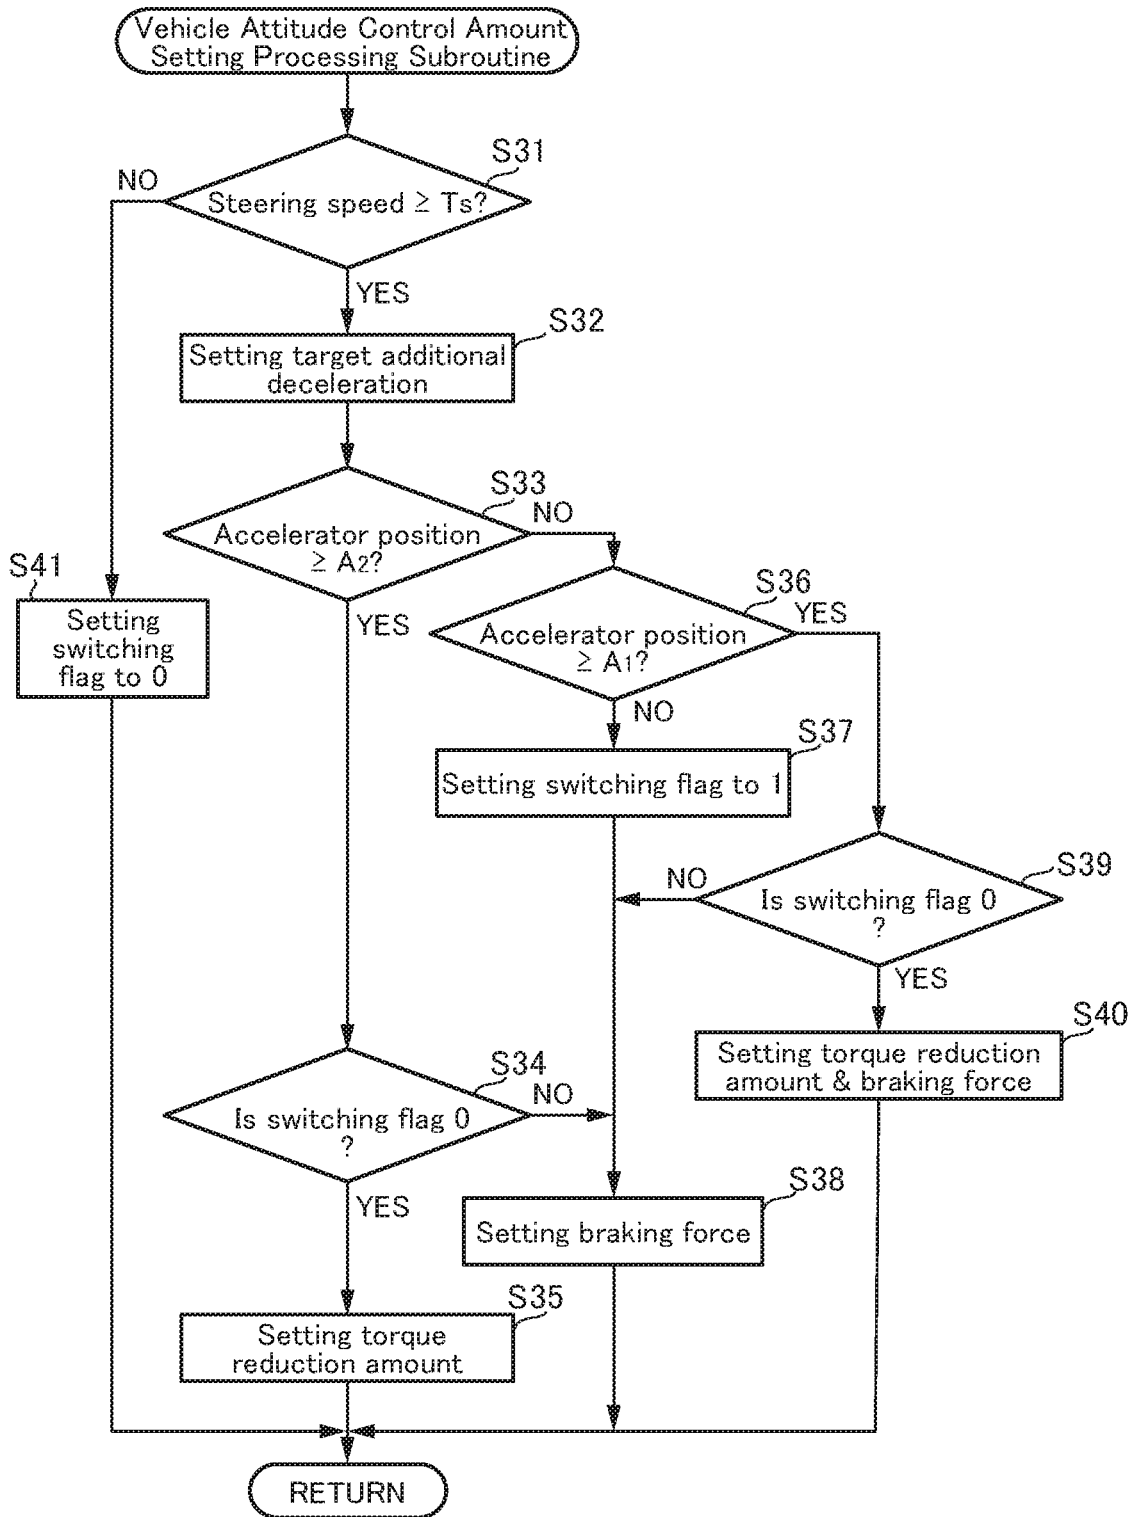 Vehicle Attitude Control Amount
Setting Processing Subroutine
S31
NO
Steering speed ≥ Ts?
YES
S32
Setting target additional
deceleration
S33
NO
Accelerator position
≥ A2?
YES
S41
Setting
switching
flag to 0
S36
YES
Accelerator position
≥ A1?
NO
S37
Setting switching flag to 1
S39
NO
Is switching flag 0
?
YES
S40
Setting torque reduction
amount & braking force
S34
NO
Is switching flag 0
?
YES
S38
Setting braking force
S35
Setting torque
reduction amount
RETURN